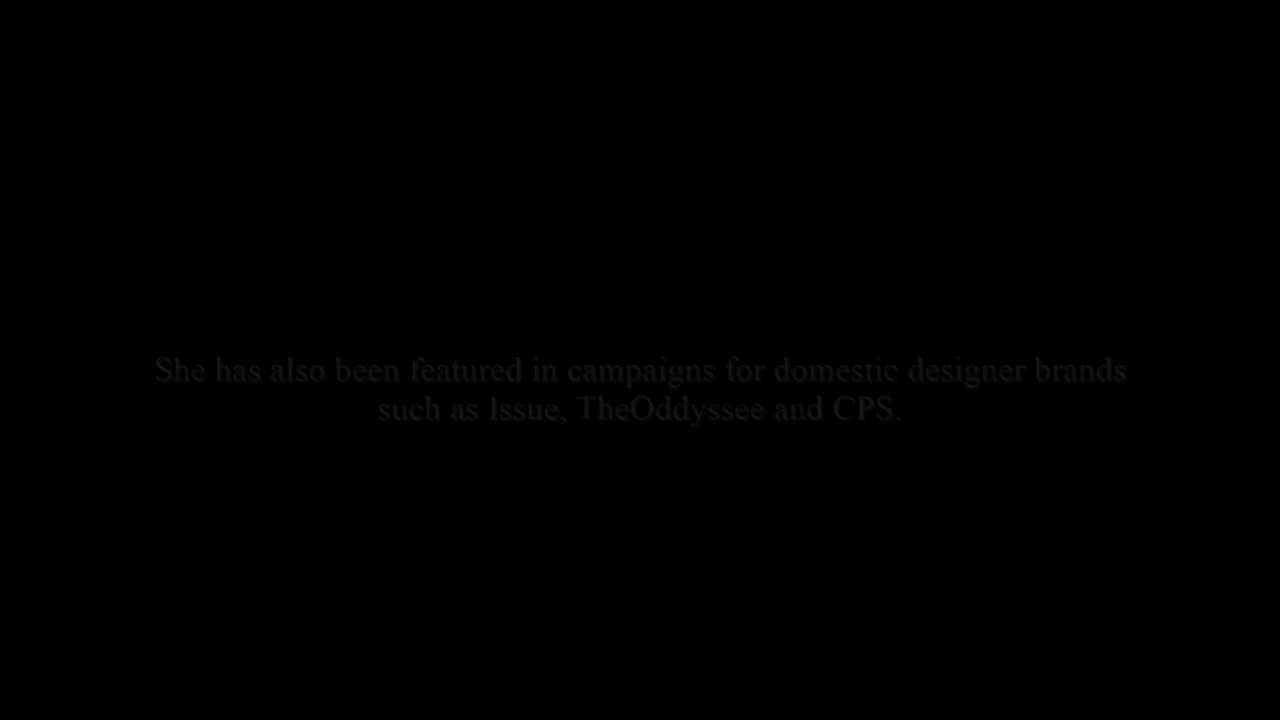 She has also been featured in campaigns for domestic designer brands
such as Issue, TheOddyssee and CPS.